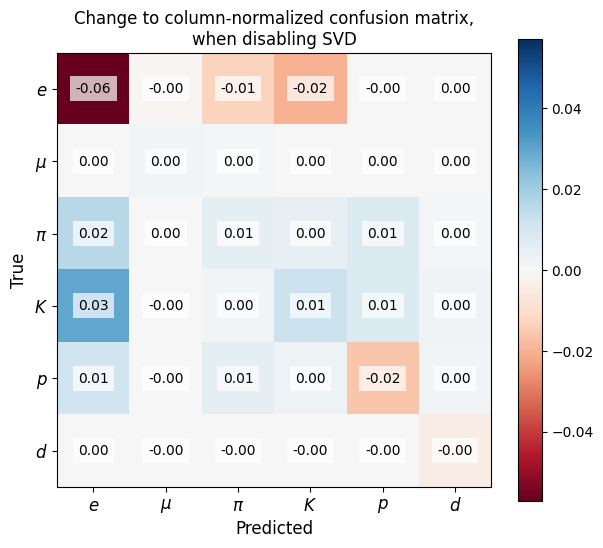 Change to column-normalized confusion matrix,
when disabling SVD
e -0.06 -0.00 -0.01 -0.02 -0.00 0.00
μ 0.00 0.00 0.00 0.00 0.00 0.00
π 0.02 0.00 0.01 0.00 0.01 0.00
K 0.03 -0.00 0.00 0.01 0.01 0.00
p 0.01 -0.00 0.01 0.00 -0.02 0.00
d 0.00 -0.00 -0.00 -0.00 -0.00 -0.00
e μ π K p d
Predicted
True
0.04
0.02
0.00
−0.02
−0.04